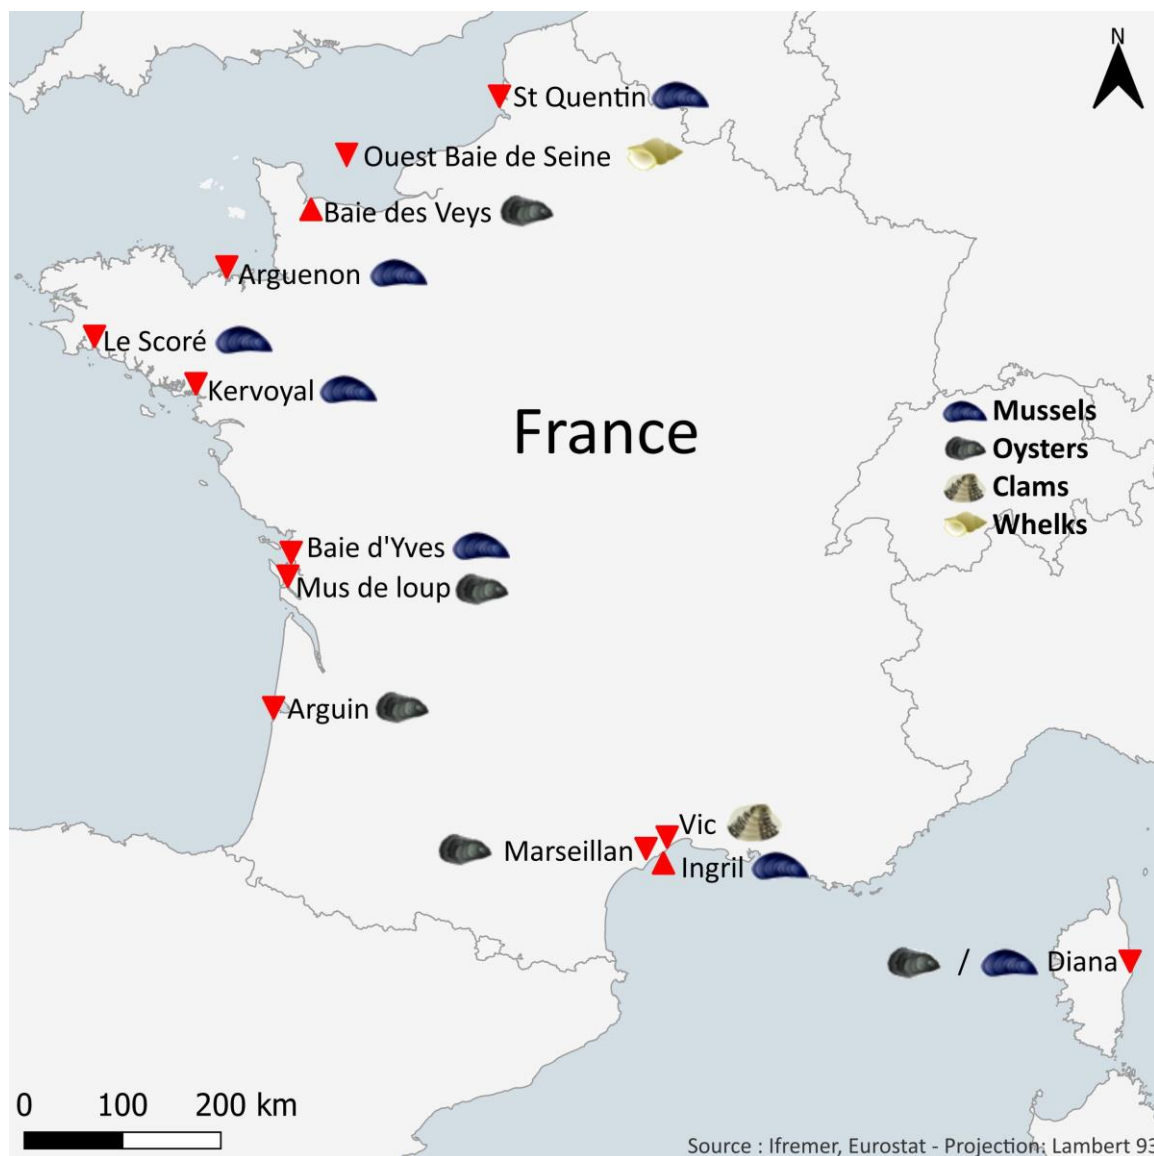 N
St Quentin
Ouest Baie de Seine
Baie des Veys
Arguenon
Le Scoré
Kervoyal
France
Mussels
Oysters
Clams
Whelks
Baie d'Yves
Mus de loup
Arguin
Vic
Marseillan
Ingril
/ Diana
0 100 200 km
Source : Ifremer, Eurostat - Projection: Lambert 93